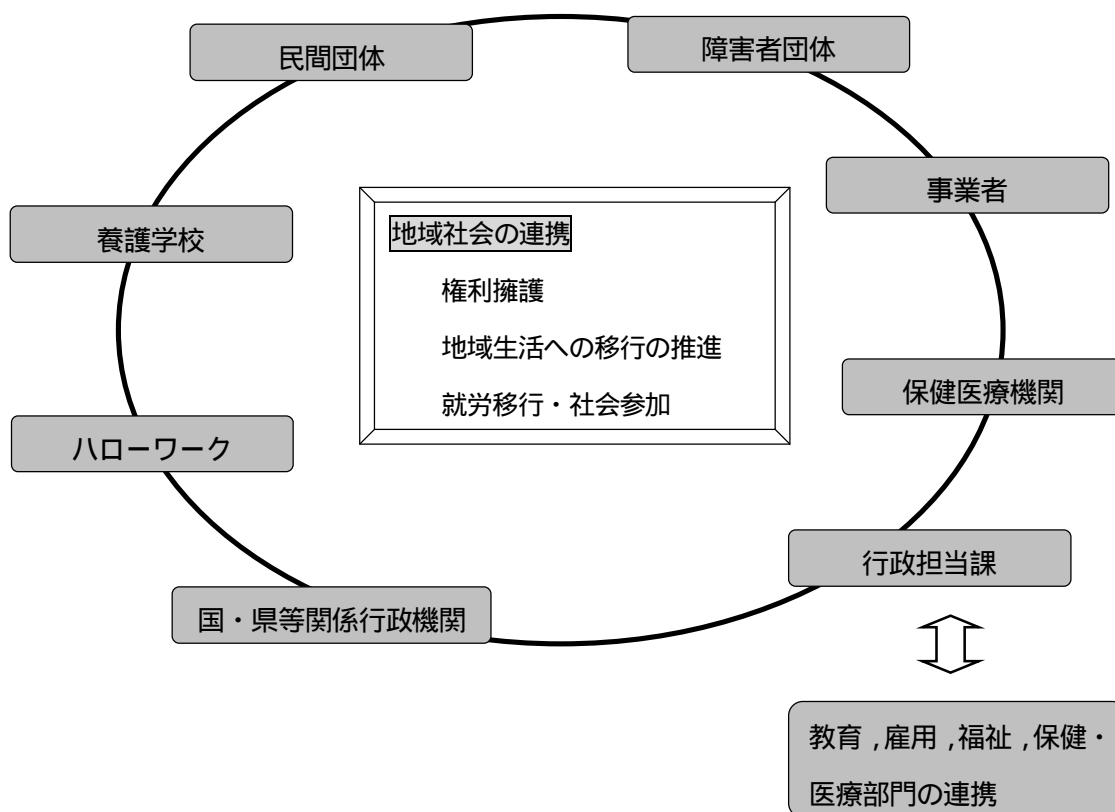 民間団体
障害者団体
事業者
養護学校
地域社会の連携
権利擁護
地域生活への移行の推進
就労移行・社会参加
保健医療機関
ハローワーク
行政担当課
国・県等関係行政機関
教育,雇用,福祉,保健・
医療部門の連携